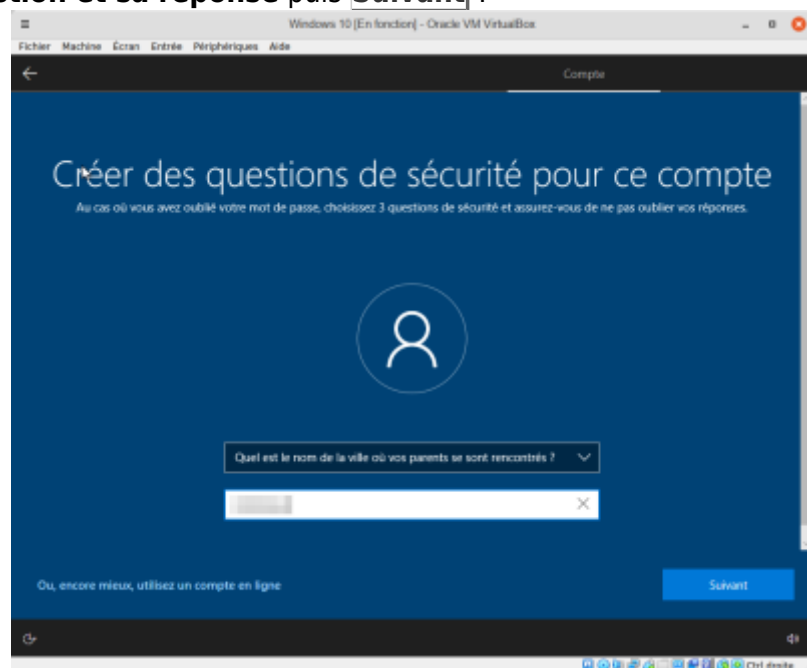 tion et sa réponse puis Suivant :
Windows 10 [En fonction] - Oracle VM VirtualBox
Fichier Machine Écran Entrée Périphériques Aide
Compte
Créer des questions de sécurité pour ce compte
Au cas où vous avez oublié votre mot de passe, choisissez 3 questions de sécurité et assurez-vous de ne pas oublier vos réponses.
Quel est le nom de la ville où vos parents se sont rencontrés ?
Ou, encore mieux, utilisez un compte en ligne
Suivant
Ctrl droite